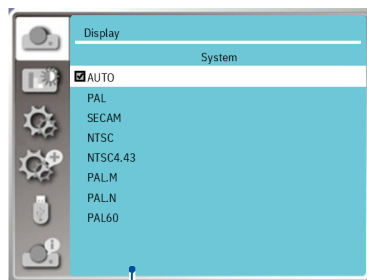 Display
System
AUTO
PAL
SECAM
NTSC
NTSC4.43
PAL.M
PAL.N
PAL60